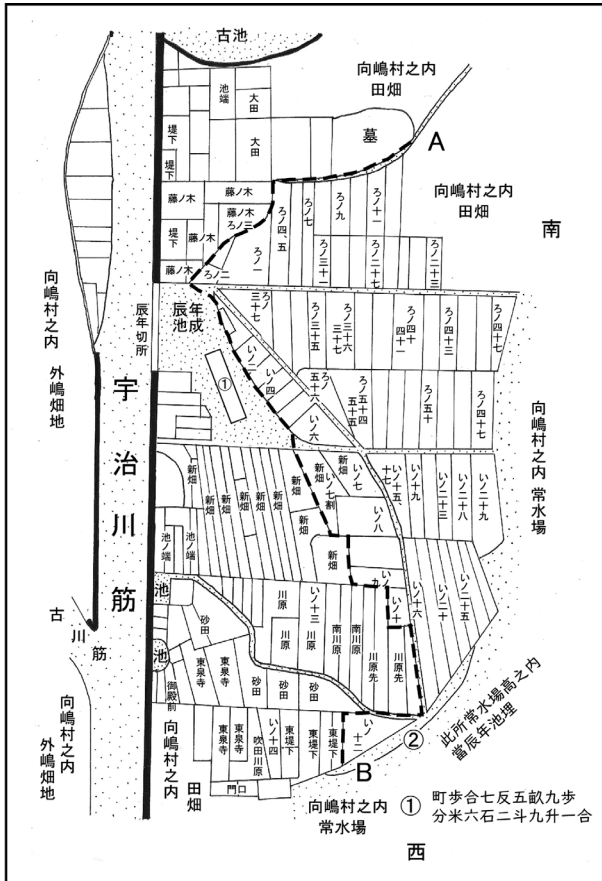 古池
向嶋村之内
田畑
A
池端
大田
大田
墓
堤下
堤下
向嶋村之内
田畑
南
藤ノ木
藤ノ木
藤ノ木
ろノ三
ろノ四、五
ろノ七
ろノ九
ろノ十一
堤下
藤ノ木
藤ノ木
ろノ二
ろノ一
ろノ三十一
ろノ二十七
ろノ二十三
辰年切所
辰年成池
ろノ三十七
ろノ三十五
ろノ三十六
三十七
ろノ四十
四十一
ろノ四十三
ろノ四十七
向嶋村之内 外嶋畑地
宇治川筋
①
いノ二
いノ四
いノ六
ろノ
五十六
ろノ五十四
五十五
ろノ五十
ろノ四十七
向嶋村之内 常水場
新畑
新畑
新畑
新畑
新畑
新畑
新畑
新畑
新畑
いノ七割
いノ七
いノ八
いノ十五
十七
いノ十九
いノ二十三
いノ二十八
いノ二十九
池ノ端
池ノ端
新畑
いノ九
いノ十
いノ十六
いノ二十
いノ二十五
池
池
砂田
川原
川原
いノ十三
川原
南川原
南川原
川原先
川原先
古川筋
御殿前
東泉寺
東泉寺
砂田
砂田
砂田
此所常水場高之内
當辰年池埋
②
向嶋村之内
外嶋畑地
向嶋村之内
田畑
東泉寺
東泉寺
吹田川原
いノ十四
東堤下
東堤下
東堤下
いノ
十二
B
門口
向嶋村之内
常水場
① 町歩合七反五畝九歩
分米六石二斗九升一合
西